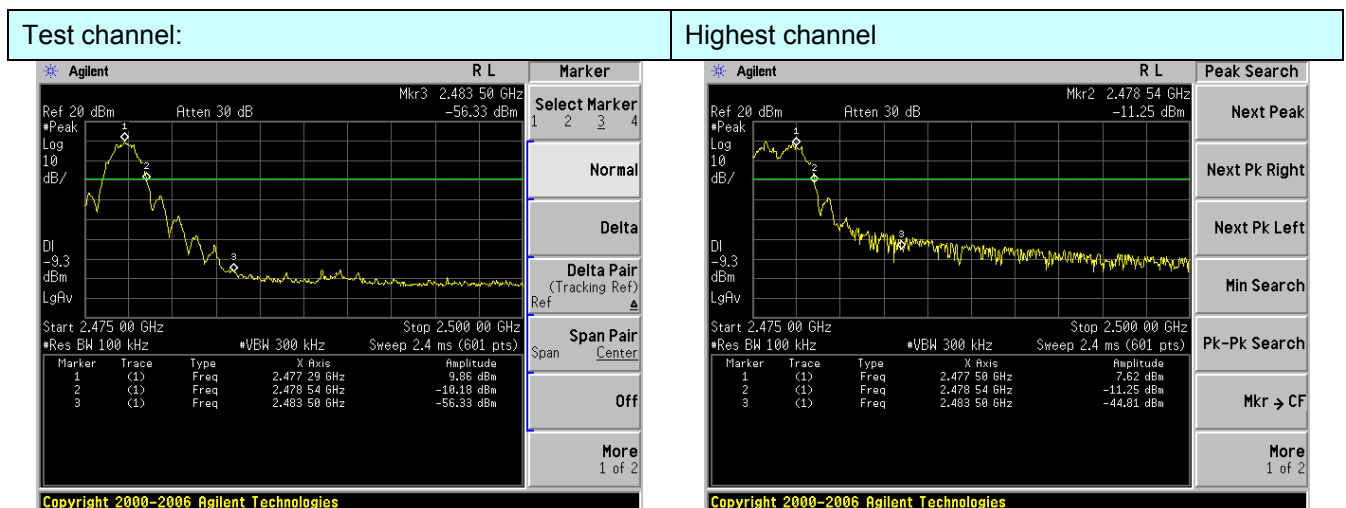 Test channel:
Highest channel
Agilent
R L
Marker
Mkr3 2.483 50 GHz
Ref 20 dBm
Atten 30 dB
-56.33 dBm
#Peak
Log
10
dB/
1
2
3
DI
-9.3
dBm
LgAv
Start 2.475 00 GHz
Stop 2.500 00 GHz
#Res BW 100 kHz
#VBW 300 kHz
Sweep 2.4 ms (601 pts)
Marker Trace Type X Axis Amplitude
1 (1) Freq 2.477 29 GHz 9.86 dBm
2 (1) Freq 2.478 54 GHz -10.18 dBm
3 (1) Freq 2.483 50 GHz -56.33 dBm
Select Marker
1 2 3 4
Normal
Delta
Delta Pair
(Tracking Ref)
Ref Δ
Span Pair
Span Center
Off
More
1 of 2
Copyright 2000-2006 Agilent Technologies
Agilent
R L
Peak Search
Mkr2 2.478 54 GHz
Ref 20 dBm
Atten 30 dB
-11.25 dBm
#Peak
Log
10
dB/
1
2
3
DI
-9.3
dBm
LgAv
Start 2.475 00 GHz
Stop 2.500 00 GHz
#Res BW 100 kHz
#VBW 300 kHz
Sweep 2.4 ms (601 pts)
Marker Trace Type X Axis Amplitude
1 (1) Freq 2.477 50 GHz 7.62 dBm
2 (1) Freq 2.478 54 GHz -11.25 dBm
3 (1) Freq 2.483 50 GHz -44.81 dBm
Next Peak
Next Pk Right
Next Pk Left
Min Search
Pk-Pk Search
Mkr → CF
More
1 of 2
Copyright 2000-2006 Agilent Technologies